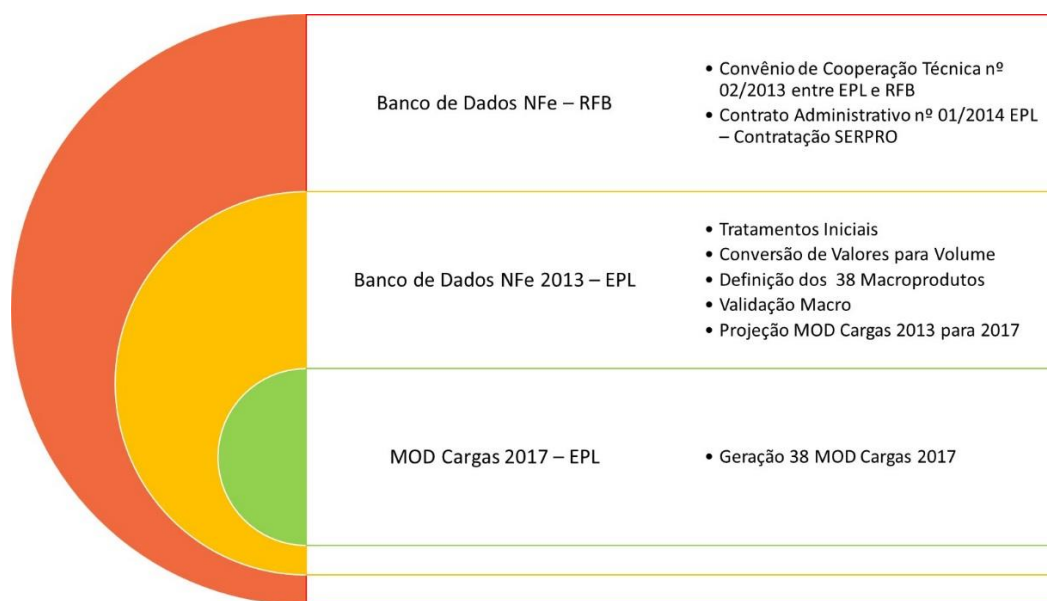 Banco de Dados NFe – RFB
• Convênio de Cooperação Técnica nº
02/2013 entre EPL e RFB
• Contrato Administrativo nº 01/2014 EPL
– Contratação SERPRO
Banco de Dados NFe 2013 – EPL
• Tratamentos Iniciais
• Conversão de Valores para Volume
• Definição dos 38 Macroprodutos
• Validação Macro
• Projeção MOD Cargas 2013 para 2017
MOD Cargas 2017 – EPL
• Geração 38 MOD Cargas 2017